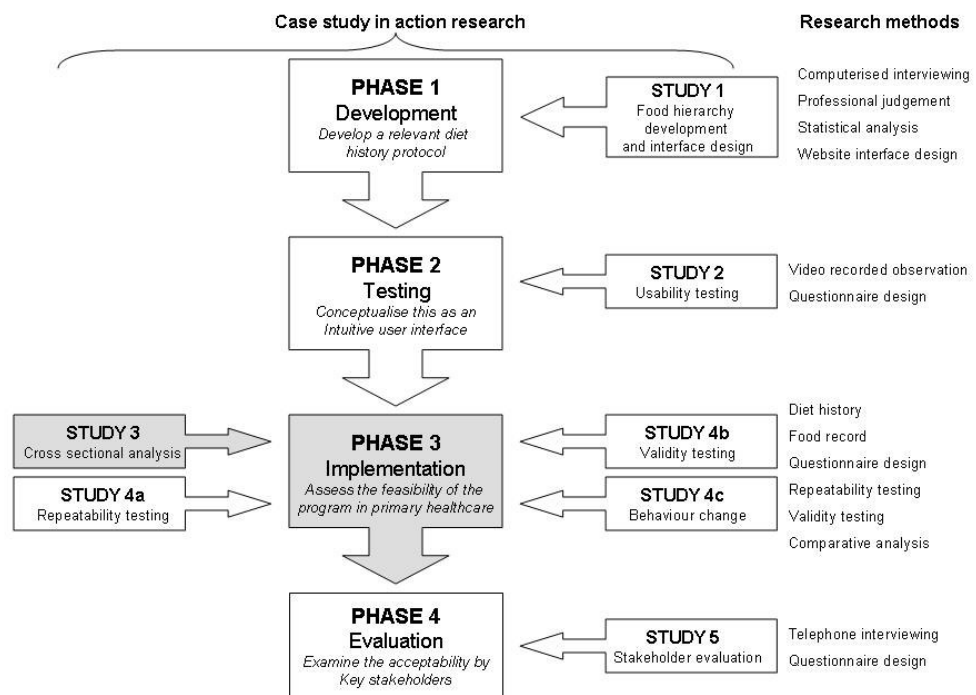 Case study in action research
Research methods
PHASE 1
Development
Develop a relevant diet
history protocol
STUDY 1
Food hierarchy
development
and interface design
Computerised interviewing
Professional judgement
Statistical analysis
Website interface design
PHASE 2
Testing
Conceptualise this as an
Intuitive user interface
STUDY 2
Usability testing
Video recorded observation
Questionnaire design
STUDY 3
Cross sectional analysis
STUDY 4a
Repeatability testing
PHASE 3
Implementation
Assess the feasibility of the
program in primary healthcare
STUDY 4b
Validity testing
STUDY 4c
Behaviour change
Diet history
Food record
Questionnaire design
Repeatability testing
Validity testing
Comparative analysis
PHASE 4
Evaluation
Examine the acceptability by
Key stakeholders
STUDY 5
Stakeholder evaluation
Telephone interviewing
Questionnaire design